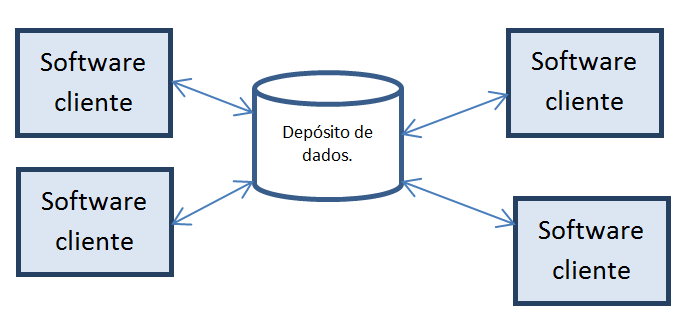 Software
cliente
Software
cliente
Depósito de
dados.
Software
cliente
Software
cliente